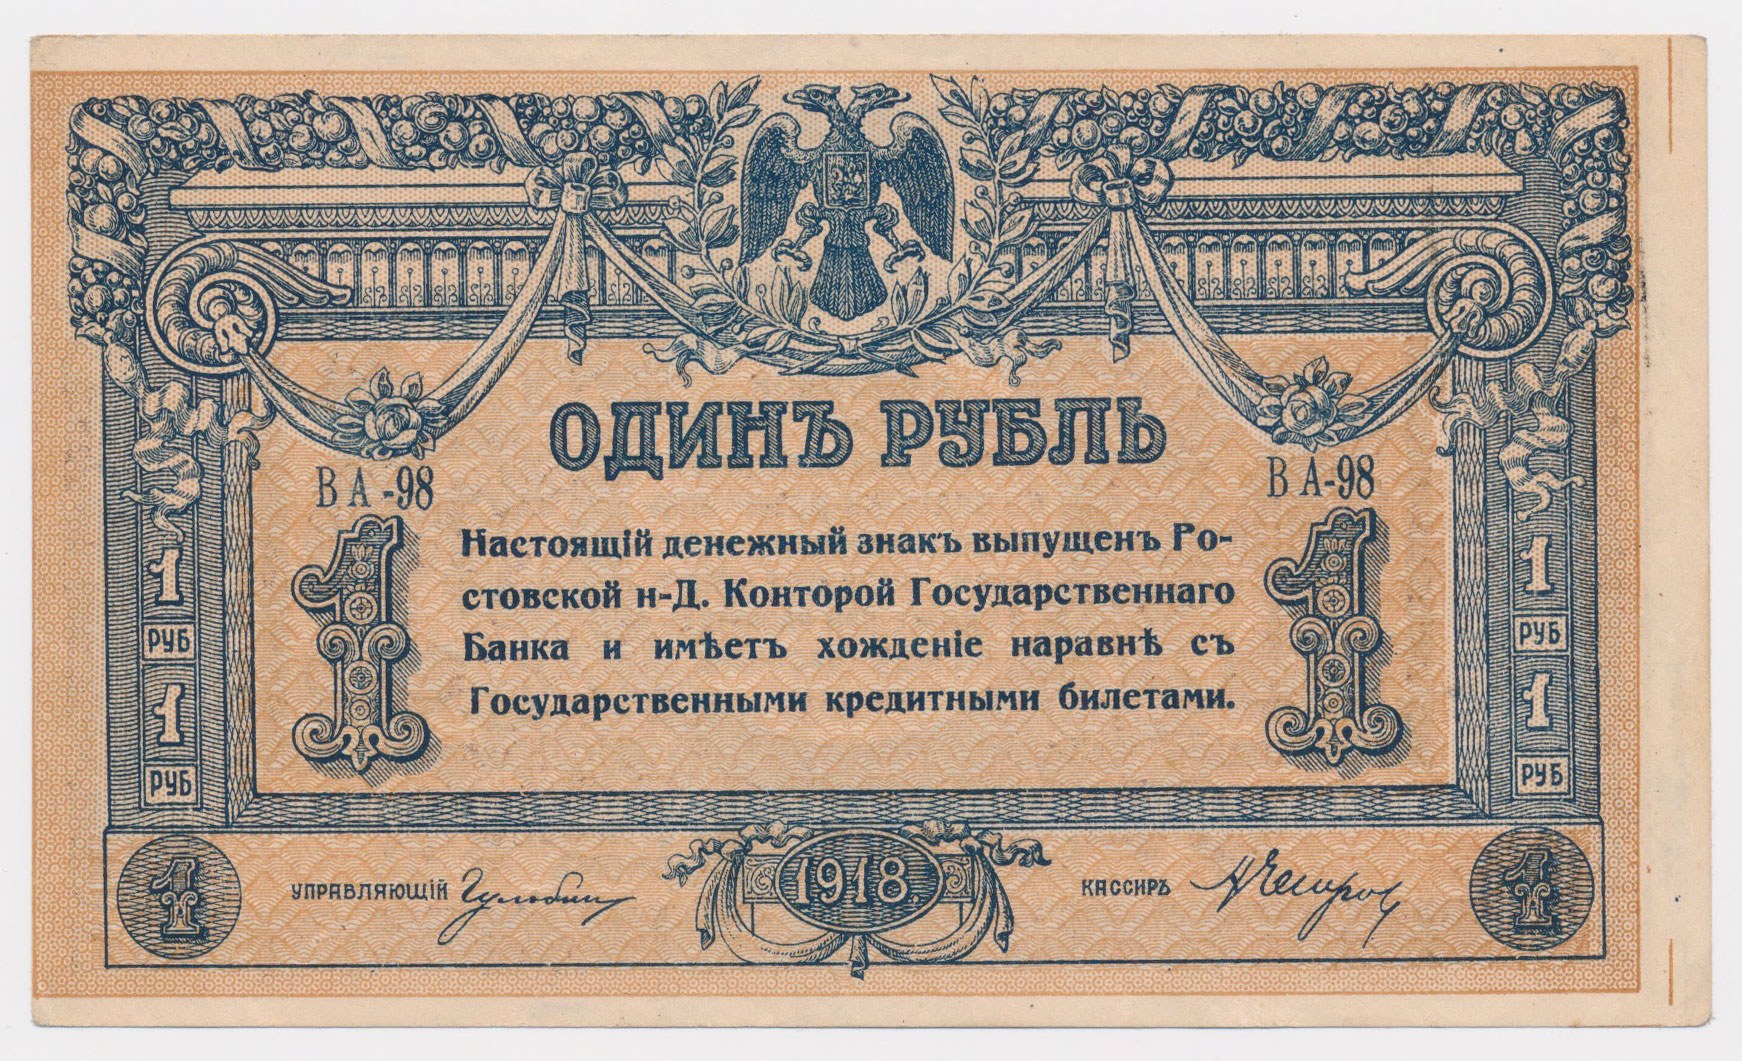 ОДИНЪ РУБЛЬ
ВА-98 ВА-98
Настоящій денежный знакъ выпущенъ Ро-
стовской н-Д. Конторой Государственнаго
Банка и имѣетъ хожденіе наравнѣ съ
Государственными кредитными билетами.
1 1
1 1
РУБ РУБ
1 1
РУБ РУБ
1 УПРАВЛЯЮЩІЙ 1918. КАССИРЪ 1